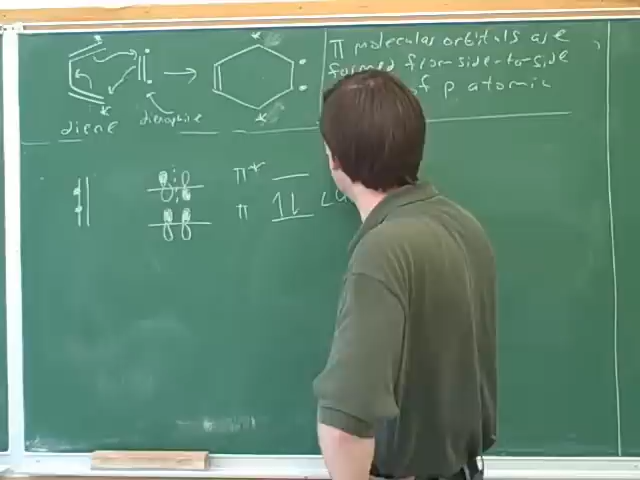 π molecular orbitals are
formed from side-to-side
of p atomic
diene
dienophile
π*
π